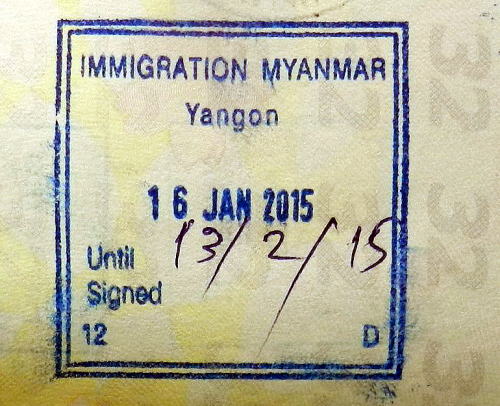 IMMIGRATION MYANMAR
Yangon
16 JAN 2015
Until 13/2/15
Signed
12 D